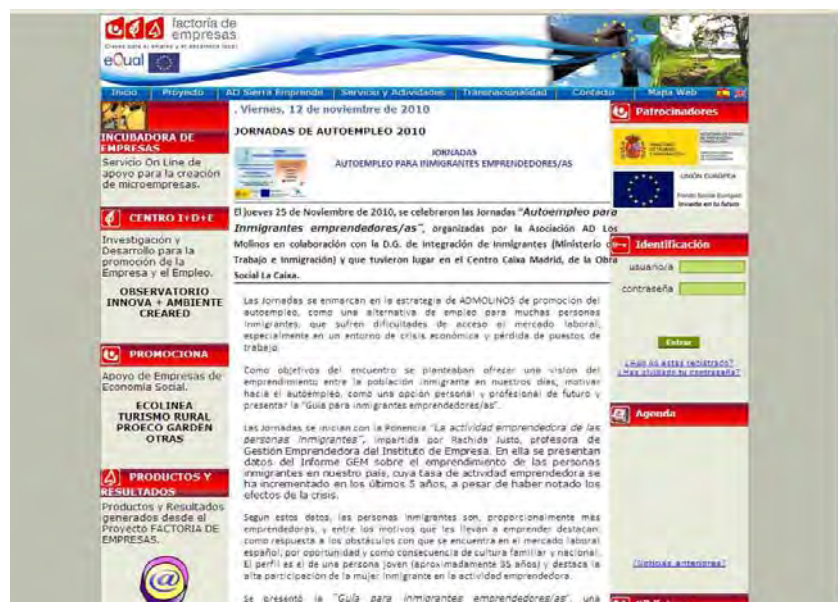 factoría de
empresas
Claves para el empleo y el desarrollo local
eQual
Inicio
Proyecto
AD Sierra Emprende
Servicio y Actividades
Transnacionalidad
Contacto
Mapa Web
INCUBADORA DE
EMPRESAS
Servicio On Line de
apoyo para la creación
de microempresas.
CENTRO I+D+E
Investigación y
Desarrollo para la
promoción de la
Empresa y el Empleo.
OBSERVATORIO
INNOVA + AMBIENTE
CREARED
PROMOCIONA
Apoyo de Empresas de
Economía Social.
ECOLINEA
TURISMO RURAL
PROECO GARDEN
OTRAS
PRODUCTOS Y
RESULTADOS
Productos y Resultados
generados desde el
Proyecto FACTORIA DE
EMPRESAS.
. Viernes, 12 de noviembre de 2010
JORNADAS DE AUTOEMPLEO 2010
JORNADAS
AUTOEMPLEO PARA INMIGRANTES EMPRENDEDORES/AS
El jueves 25 de Noviembre de 2010, se celebraron las Jornadas "Autoempleo para
Inmigrantes emprendedores/as", organizadas por la Asociación AD Los
Molinos en colaboración con la D.G. de Integración de Inmigrantes (Ministerio
Trabajo e Inmigración) y que tuvieron lugar en el Centro Caixa Madrid, de la Obra
Social La Caixa.
Las Jornadas se enmarcan en la estrategia de ADMOLINOS de promoción del
autoempleo, como una alternativa de empleo para muchas personas
inmigrantes, que sufren dificultades de acceso al mercado laboral,
especialmente en un entorno de crisis económica y pérdida de puestos de
trabajo.
Como objetivos del encuentro se planteaban ofrecer una visión del
emprendimiento entre la población inmigrante en nuestros días, motivar
hacia el autoempleo, como una opción personal y profesional de futuro y
presentar la "Guía para inmigrantes emprendedores/as".
Las Jornadas se inician con la Ponencia "La actividad emprendedora de las
personas inmigrantes", impartida por Rachida Justo, profesora de
Gestión Emprendedora del Instituto de Empresa. En ella se presentan
datos del Informe GEM sobre el emprendimiento de las personas
inmigrantes en nuestro país, cuya tasa de actividad emprendedora se
ha incrementado en los últimos 5 años, a pesar de haber notado los
efectos de la crisis.
Según estos datos, las personas inmigrantes son, proporcionalmente más
emprendedoras, y entre los motivos que les llevan a emprender destacan:
como respuesta a los obstáculos con que se encuentra en el mercado laboral
español, por oportunidad y como consecuencia de cultura familiar y nacional.
El perfil es el de una persona joven (aproximadamente 35 años) y destaca la
alta participación de la mujer inmigrante en la actividad emprendedora.
Se presentó la "Guía para inmigrantes emprendedores/as", una
Patrocinadores
UNIÓN EUROPEA
Fondo Social Europeo
Invierte en tu futuro
Identificación
usuario/a
contraseña
Entrar
¿Aún no estás registrado?
¿Has olvidado tu contraseña?
Agenda
¿Noticias anteriores?